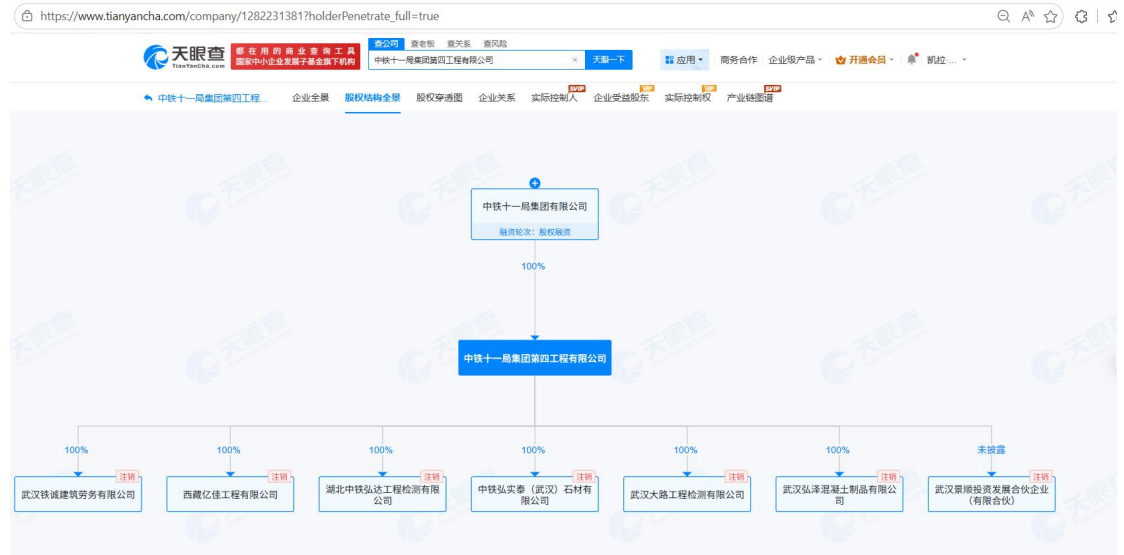 https://www.tianyancha.com/company/1282231381?holderPenetrate_full=true
天眼查
TianYanCha.com
都在用的商业查询工具
国家中小企业发展子基金旗下机构
查公司 查老板 查关系 查风险
中铁十一局集团第四工程有限公司 × 天眼一下
应用 商务合作 企业级产品 开通会员 凯拉...
中铁十一局集团第四工程... 企业全景 股权结构全景 股权穿透图 企业关系 实际控制人 SVIP 企业受益股东 VIP 实际控制权 VIP 产业链图谱 SVIP
中铁十一局集团有限公司
融资轮次:股权融资
100%
中铁十一局集团第四工程有限公司
100% 100% 100% 100% 100% 100% 未披露
注销 注销 注销 注销 注销 注销 注销
武汉铁诚建筑劳务有限公司
西藏亿佳工程有限公司
湖北中铁弘达工程检测有限
公司
中铁弘实泰(武汉)石材有
限公司
武汉大路工程检测有限公司
武汉弘泽混凝土制品有限公
司
武汉景顺投资发展合伙企业
(有限合伙)